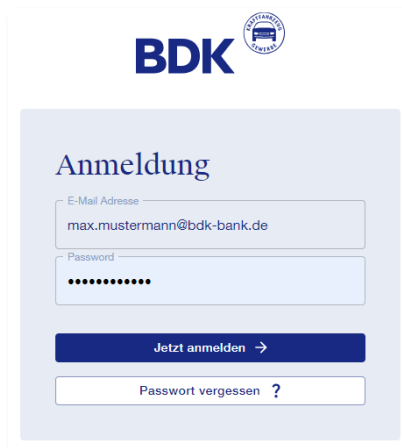 BDK
KRAFTFAHRZEUG
GEWERBE
Anmeldung
E-Mail Adresse
max.mustermann@bdk-bank.de
Password
••••••••••••
Jetzt anmelden →
Passwort vergessen ?